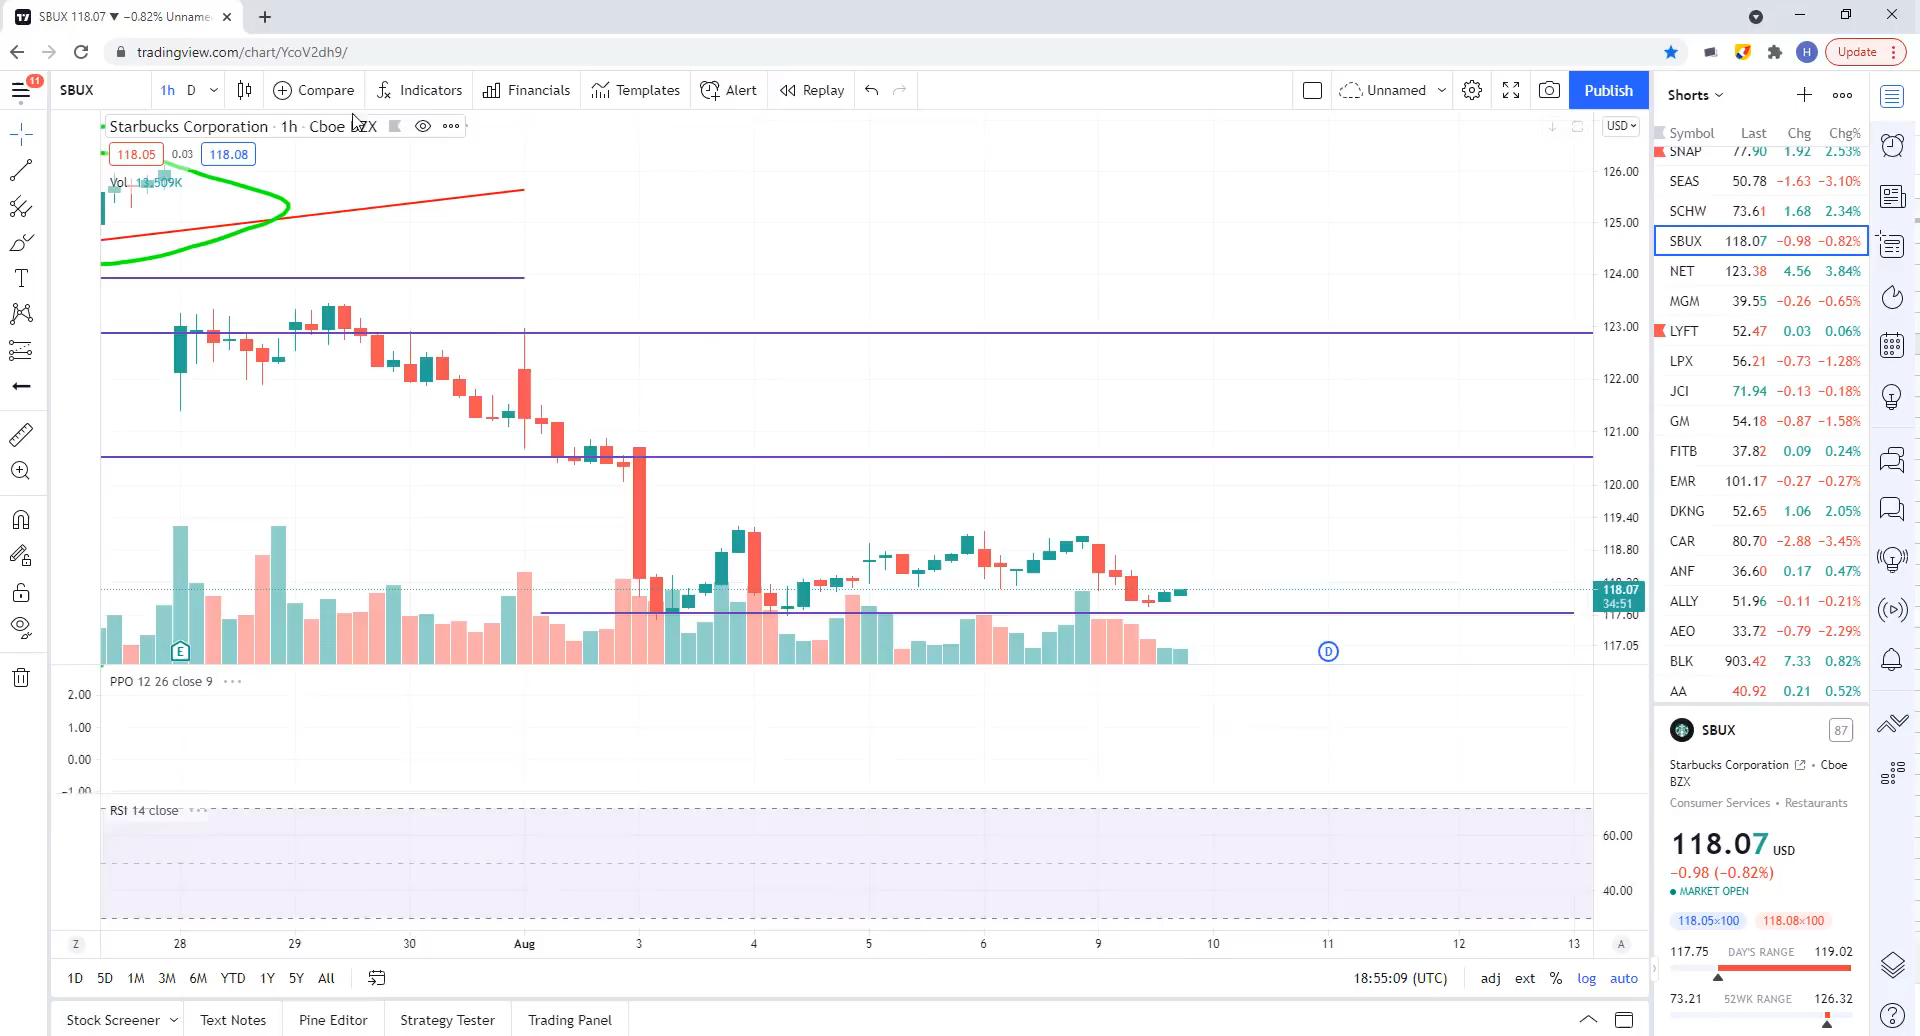 SBUX 118.07 ▼ −0.82% Unname
tradingview.com/chart/YcoV2dh9/
H
Update
11
SBUX
1h D
Compare
Indicators
Financials
Templates
Alert
Replay
Unnamed
Publish
Starbucks Corporation · 1h · Cboe BZX
118.05 0.03 118.08
Vol 13.509K
USD
126.00
125.00
124.00
123.00
122.00
121.00
120.00
119.40
118.80
118.07
34:51
117.60
117.05
E
D
PPO 12 26 close 9
2.00
1.00
0.00
−1.00
RSI 14 close
60.00
40.00
Z 28 29 30 Aug 3 4 5 6 9 10 11 12 13 A
1D 5D 1M 3M 6M YTD 1Y 5Y All
18:55:09 (UTC) adj ext % log auto
Stock Screener Text Notes Pine Editor Strategy Tester Trading Panel
Shorts
Symbol Last Chg Chg%
SNAP 77.90 1.92 2.53%
SEAS 50.78 −1.63 −3.10%
SCHW 73.61 1.68 2.34%
SBUX 118.07 −0.98 −0.82%
NET 123.38 4.56 3.84%
MGM 39.55 −0.26 −0.65%
LYFT 52.47 0.03 0.06%
LPX 56.21 −0.73 −1.28%
JCI 71.94 −0.13 −0.18%
GM 54.18 −0.87 −1.58%
FITB 37.82 0.09 0.24%
EMR 101.17 −0.27 −0.27%
DKNG 52.65 1.06 2.05%
CAR 80.70 −2.88 −3.45%
ANF 36.60 0.17 0.47%
ALLY 51.96 −0.11 −0.21%
AEO 33.72 −0.79 −2.29%
BLK 903.42 7.33 0.82%
AA 40.92 0.21 0.52%
SBUX 87
Starbucks Corporation • Cboe
BZX
Consumer Services • Restaurants
118.07 USD
−0.98 (−0.82%)
MARKET OPEN
118.05×100 118.08×100
117.75 DAY'S RANGE 119.02
73.21 52WK RANGE 126.32